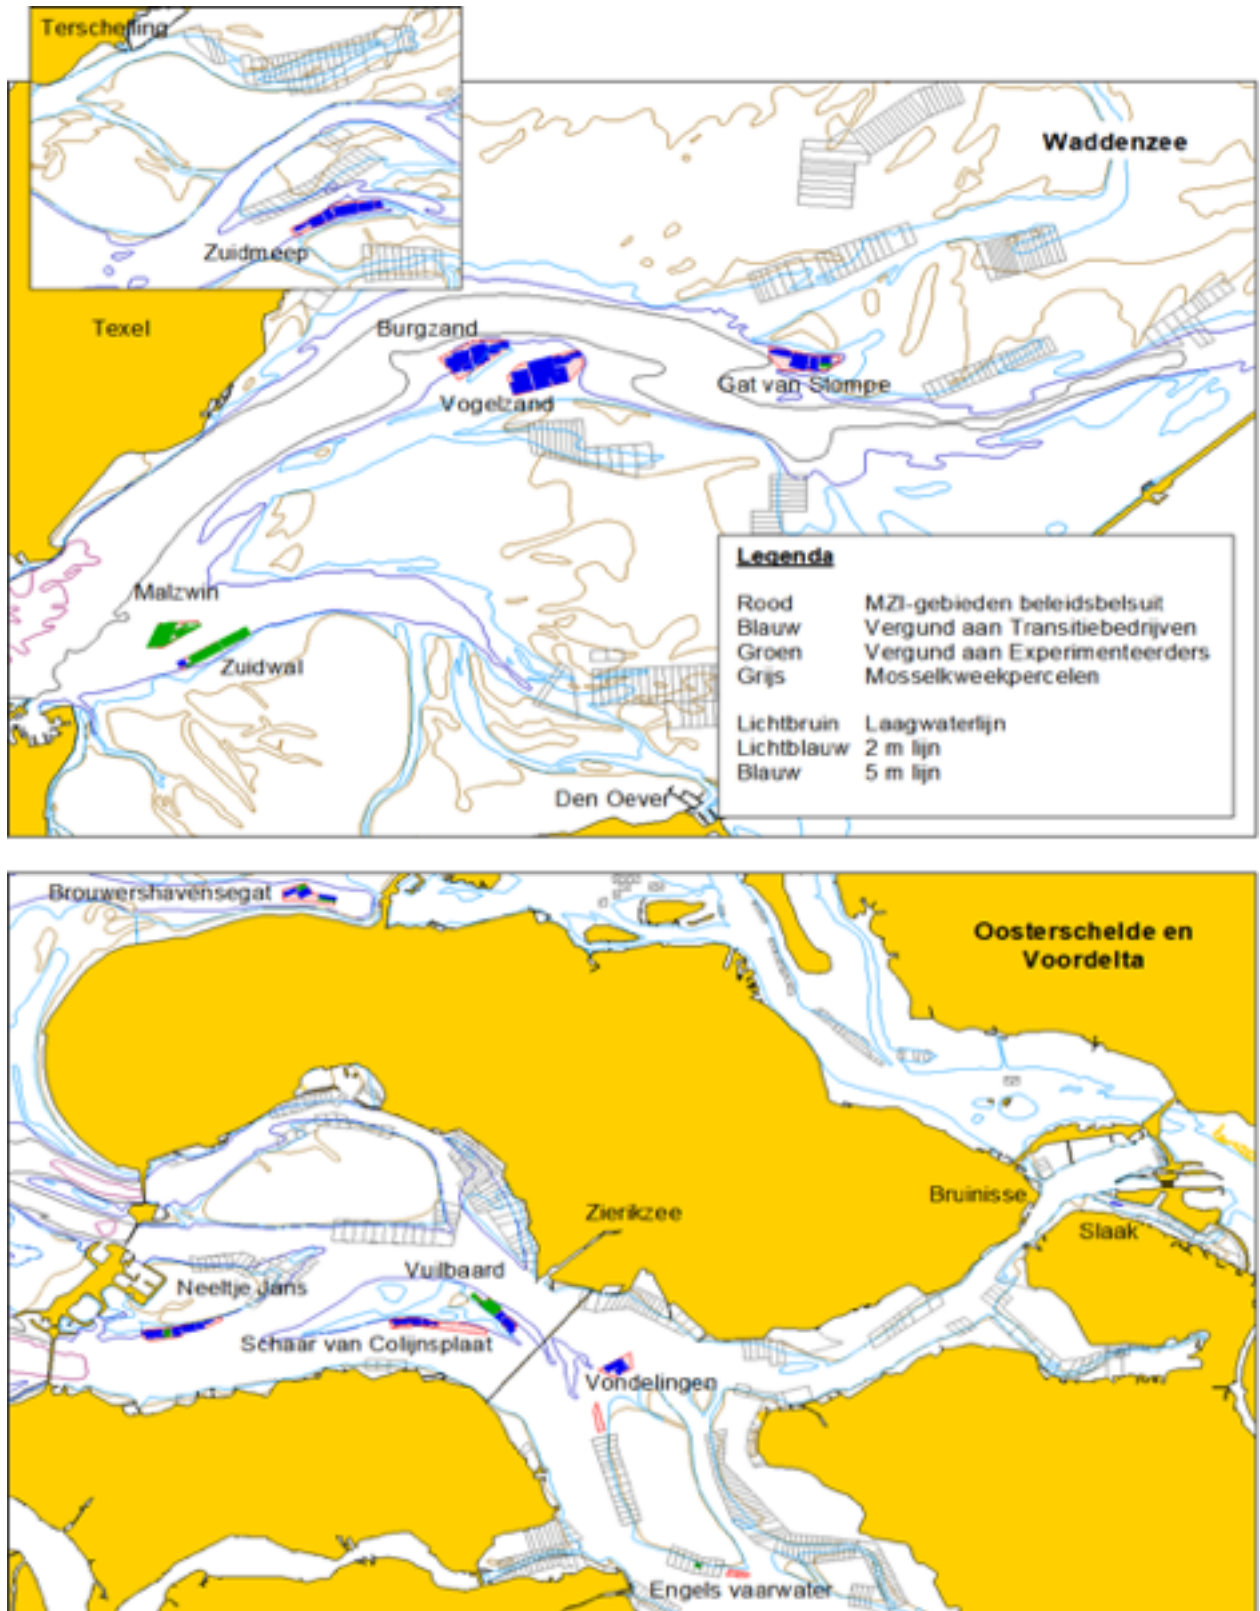 Terschelling
Waddenzee
Zuidmeep
Texel
Burgzand
Gat van Stompe
Vogelzand
Malzwin
Zuidwal
Den Oever
Legenda
Rood MZI-gebieden beleidsbelsuit
Blauw Vergund aan Transitiebedrijven
Groen Vergund aan Experimenteerders
Grijs Mosselkweekpercelen
Lichtbruin Laagwaterlijn
Lichtblauw 2 m lijn
Blauw 5 m lijn
Brouwershavensegat
Oosterschelde en
Voordelta
Bruinisse
Zierikzee
Slaak
Vuilbaard
Neeltje Jans
Schaar van Colijnsplaat
Vondelingen
Engels vaarwater